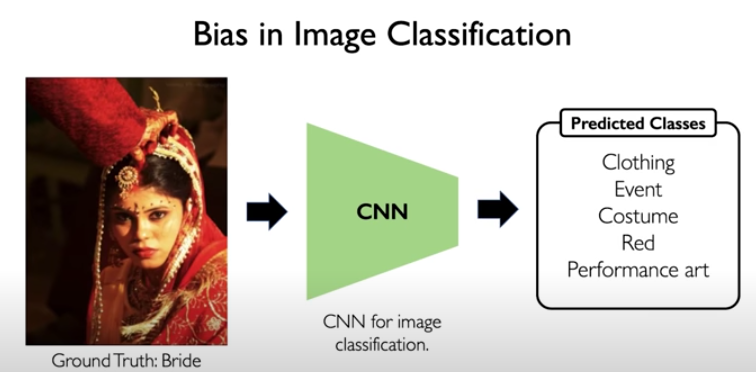 Bias in Image Classification
Ground Truth: Bride
CNN
CNN for image
classification.
Predicted Classes
Clothing
Event
Costume
Red
Performance art